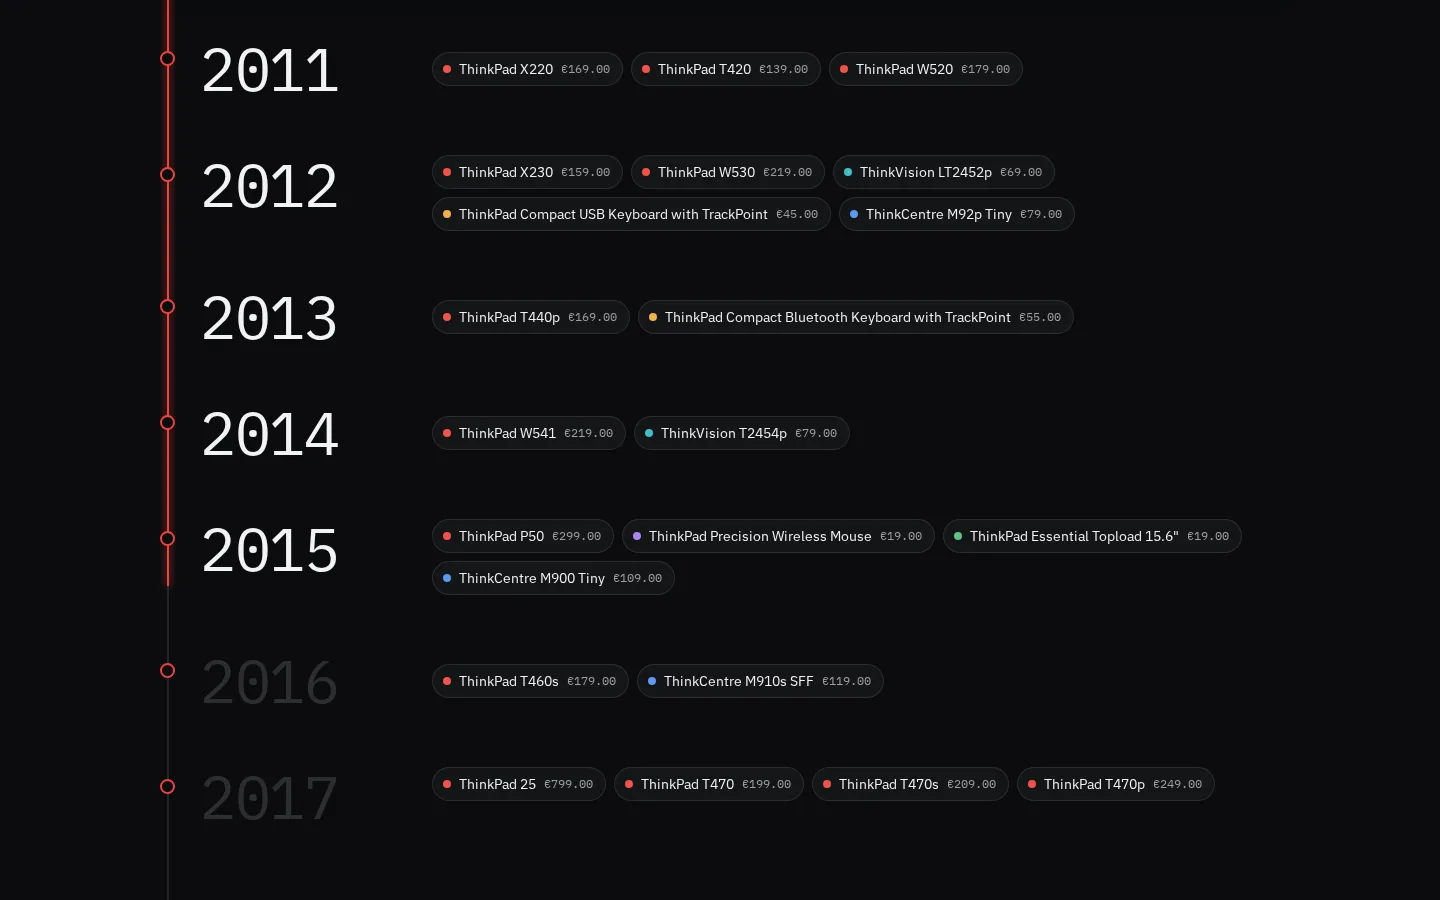 2011
ThinkPad X220 €169.00 ThinkPad T420 €139.00 ThinkPad W520 €179.00
2012
ThinkPad X230 €159.00 ThinkPad W530 €219.00 ThinkVision LT2452p €69.00
ThinkPad Compact USB Keyboard with TrackPoint €45.00 ThinkCentre M92p Tiny €79.00
2013
ThinkPad T440p €169.00 ThinkPad Compact Bluetooth Keyboard with TrackPoint €55.00
2014
ThinkPad W541 €219.00 ThinkVision T2454p €79.00
2015
ThinkPad P50 €299.00 ThinkPad Precision Wireless Mouse €19.00 ThinkPad Essential Topload 15.6" €19.00
ThinkCentre M900 Tiny €109.00
2016
ThinkPad T460s €179.00 ThinkCentre M910s SFF €119.00
2017
ThinkPad 25 €799.00 ThinkPad T470 €199.00 ThinkPad T470s €209.00 ThinkPad T470p €249.00